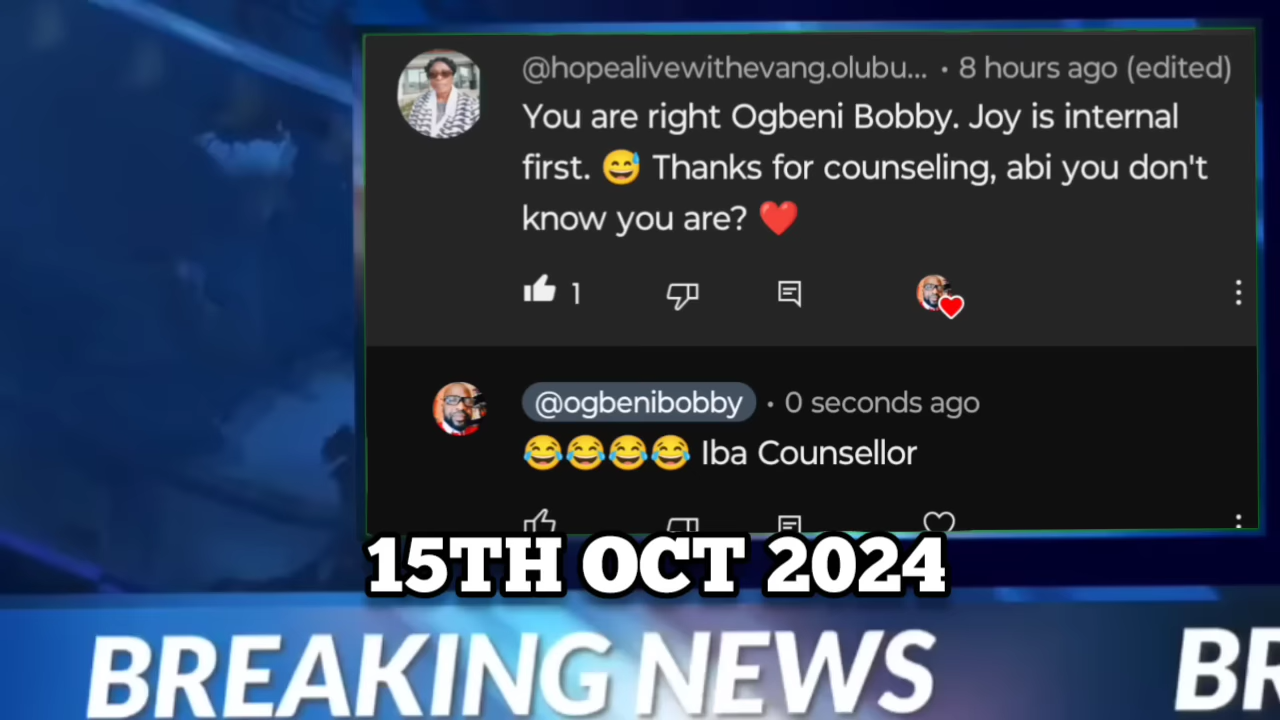 @hopealivewithevang.olubu... · 8 hours ago (edited)
You are right Ogbeni Bobby. Joy is internal
first. 😅 Thanks for counseling, abi you don't
know you are? ❤️
1
@ogbenibobby · 0 seconds ago
😂😂😂😂 Iba Counsellor
15TH OCT 2024
BREAKING NEWS BR